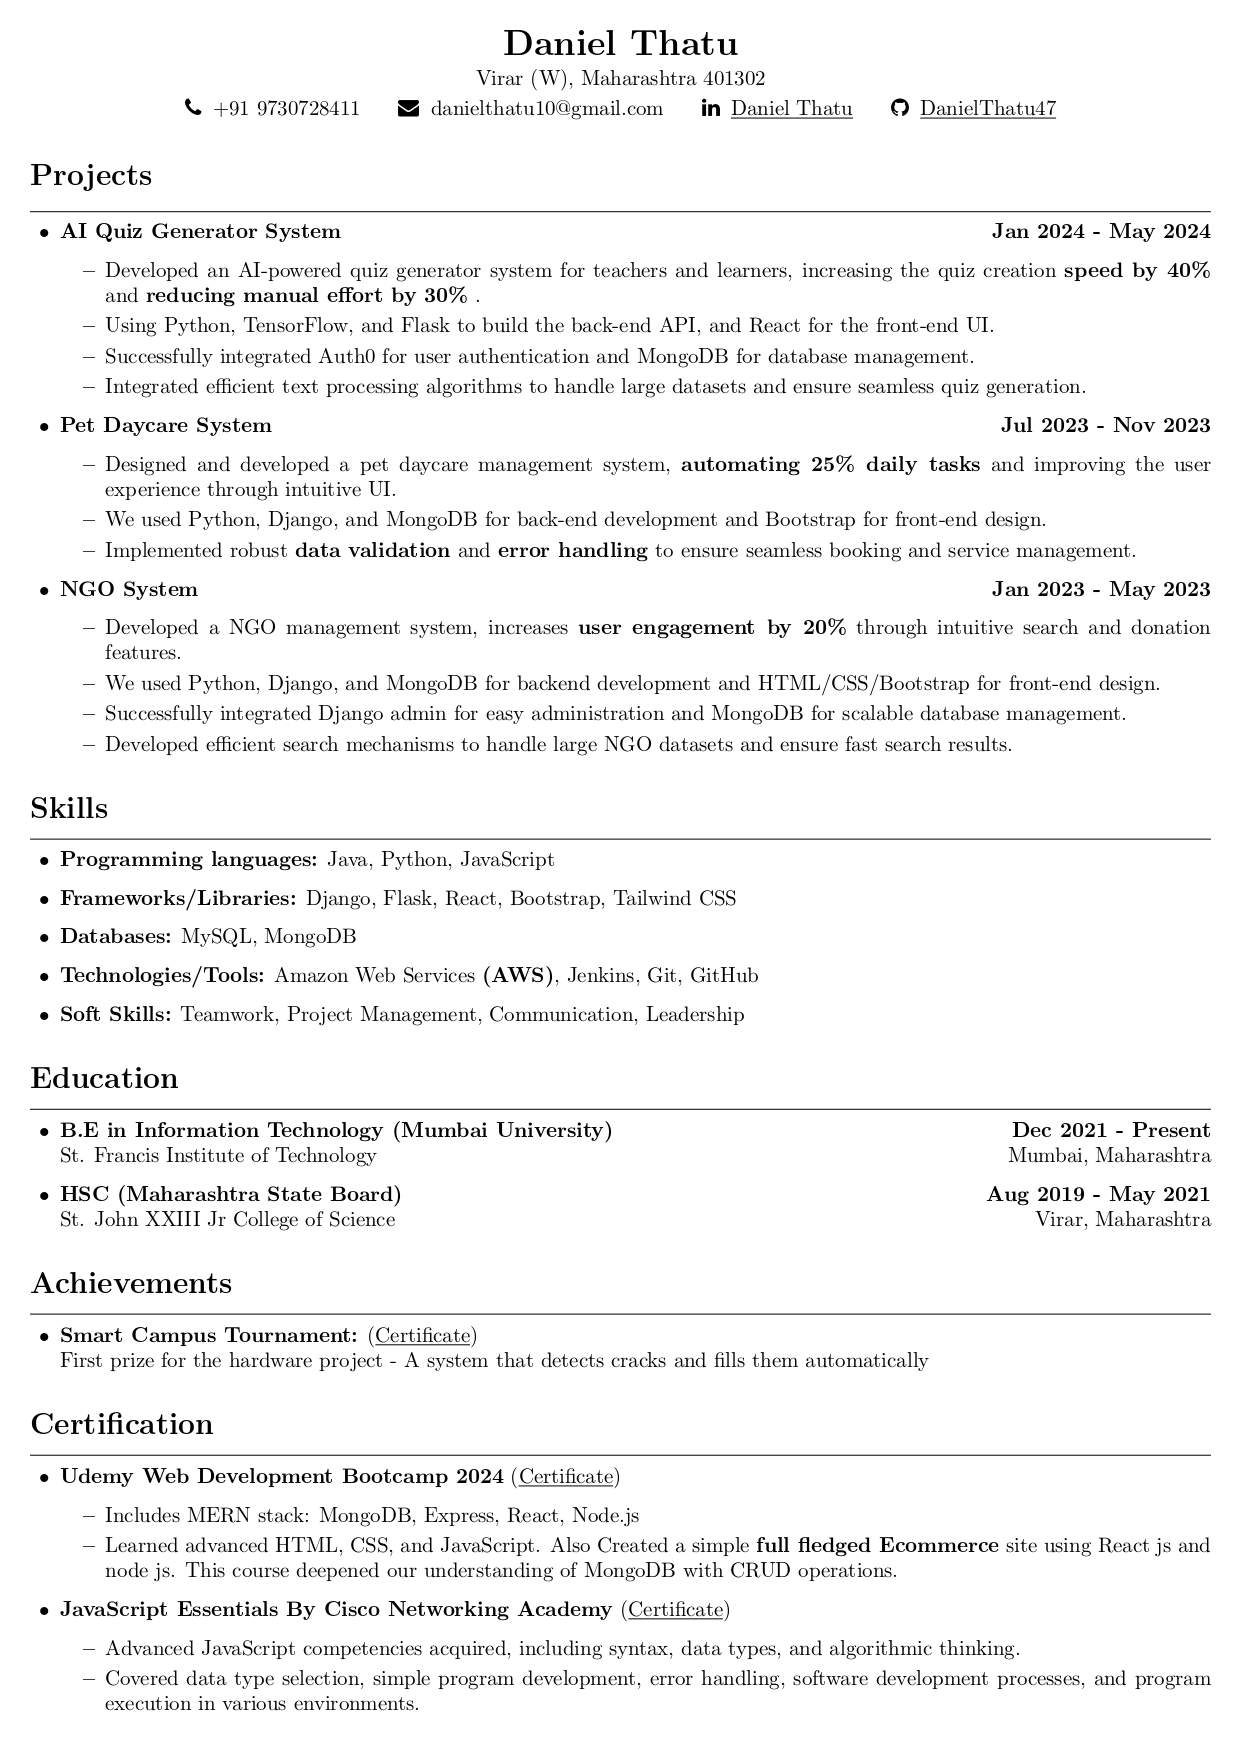 Daniel Thatu
Virar (W), Maharashtra 401302
+91 9730728411 danielthatu10@gmail.com Daniel Thatu DanielThatu47
Projects
• AI Quiz Generator System Jan 2024 - May 2024
– Developed an AI-powered quiz generator system for teachers and learners, increasing the quiz creation speed by 40%
and reducing manual effort by 30% .
– Using Python, TensorFlow, and Flask to build the back-end API, and React for the front-end UI.
– Successfully integrated Auth0 for user authentication and MongoDB for database management.
– Integrated efficient text processing algorithms to handle large datasets and ensure seamless quiz generation.
• Pet Daycare System Jul 2023 - Nov 2023
– Designed and developed a pet daycare management system, automating 25% daily tasks and improving the user
experience through intuitive UI.
– We used Python, Django, and MongoDB for back-end development and Bootstrap for front-end design.
– Implemented robust data validation and error handling to ensure seamless booking and service management.
• NGO System Jan 2023 - May 2023
– Developed a NGO management system, increases user engagement by 20% through intuitive search and donation
features.
– We used Python, Django, and MongoDB for backend development and HTML/CSS/Bootstrap for front-end design.
– Successfully integrated Django admin for easy administration and MongoDB for scalable database management.
– Developed efficient search mechanisms to handle large NGO datasets and ensure fast search results.
Skills
• Programming languages: Java, Python, JavaScript
• Frameworks/Libraries: Django, Flask, React, Bootstrap, Tailwind CSS
• Databases: MySQL, MongoDB
• Technologies/Tools: Amazon Web Services (AWS), Jenkins, Git, GitHub
• Soft Skills: Teamwork, Project Management, Communication, Leadership
Education
• B.E in Information Technology (Mumbai University) Dec 2021 - Present
St. Francis Institute of Technology Mumbai, Maharashtra
• HSC (Maharashtra State Board) Aug 2019 - May 2021
St. John XXIII Jr College of Science Virar, Maharashtra
Achievements
• Smart Campus Tournament: (Certificate)
First prize for the hardware project - A system that detects cracks and fills them automatically
Certification
• Udemy Web Development Bootcamp 2024 (Certificate)
– Includes MERN stack: MongoDB, Express, React, Node.js
– Learned advanced HTML, CSS, and JavaScript. Also Created a simple full fledged Ecommerce site using React js and
node js. This course deepened our understanding of MongoDB with CRUD operations.
• JavaScript Essentials By Cisco Networking Academy (Certificate)
– Advanced JavaScript competencies acquired, including syntax, data types, and algorithmic thinking.
– Covered data type selection, simple program development, error handling, software development processes, and program
execution in various environments.